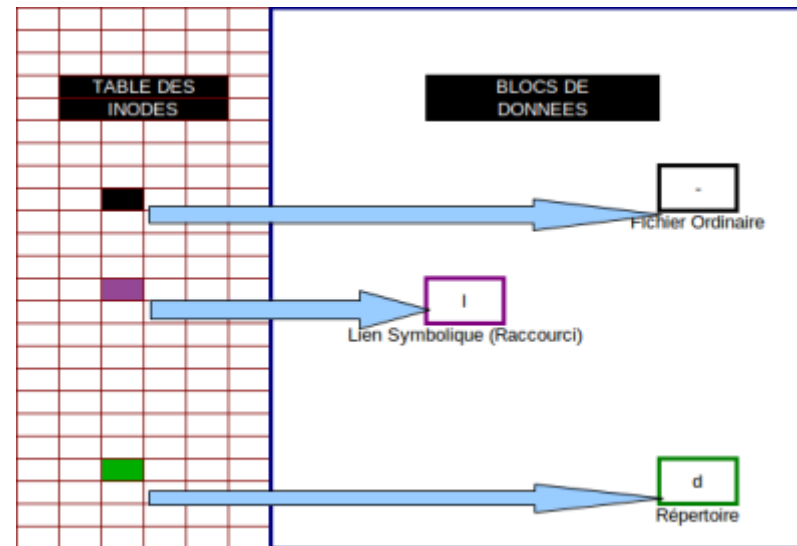 TABLE DES
INODES
BLOCS DE
DONNEES
-
Fichier Ordinaire
l
Lien Symbolique (Raccourci)
d
Répertoire